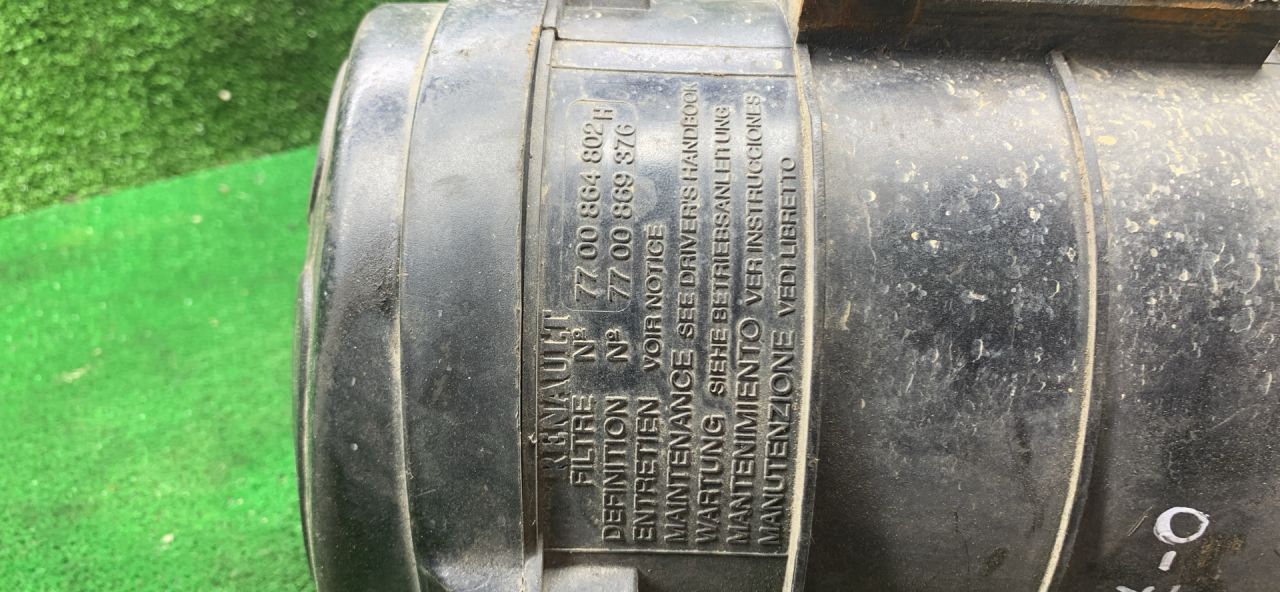 RENAULT
FILTRE Nº 77 00 864 802 H
DEFINITION Nº 77 00 869 376
ENTRETIEN VOIR NOTICE
MAINTENANCE SEE DRIVER'S HANDBOOK
WARTUNG SIEHE BETRIEBSANLEITUNG
MANTENIMIENTO VER INSTRUCCIONES
MANUTENZIONE VEDI LIBRETTO